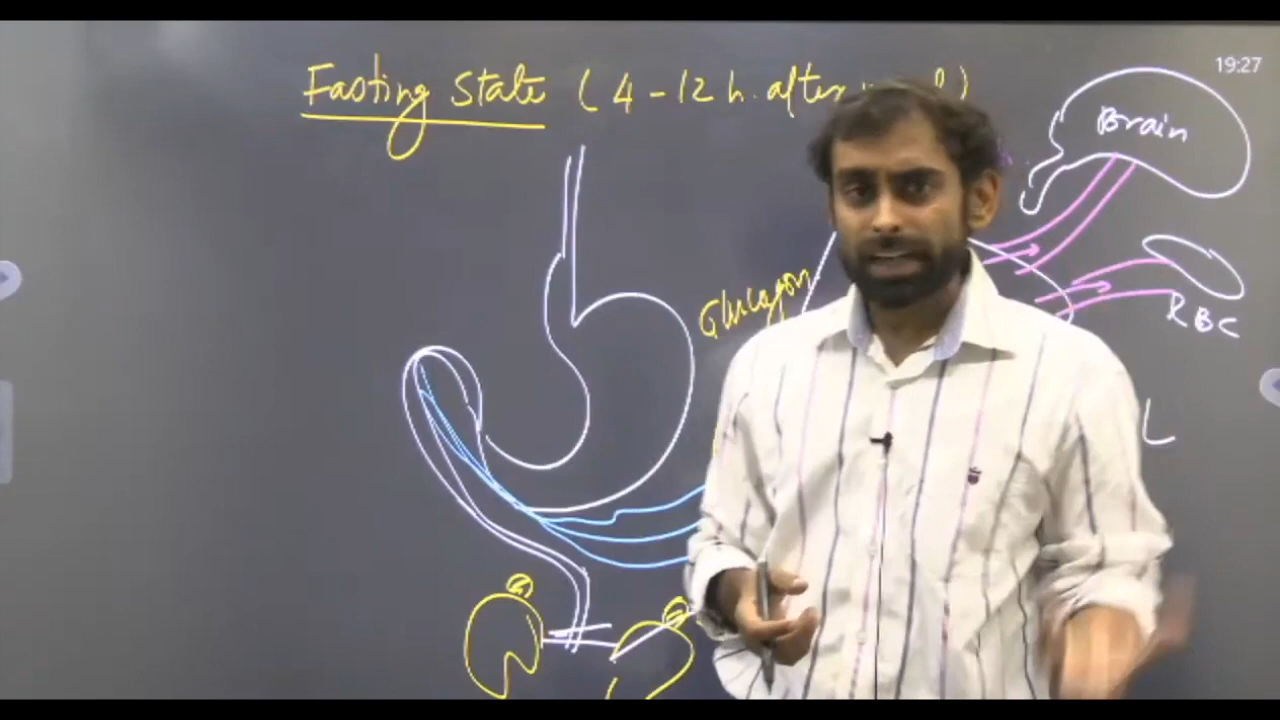 Fasting State (4-12 h. after
19:27
Brain
Glucagon
RBC
L